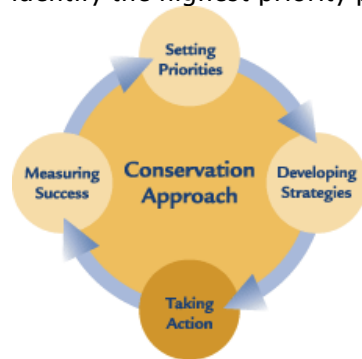 Setting
Priorities
Measuring
Success
Conservation
Approach
Developing
Strategies
Taking
Action